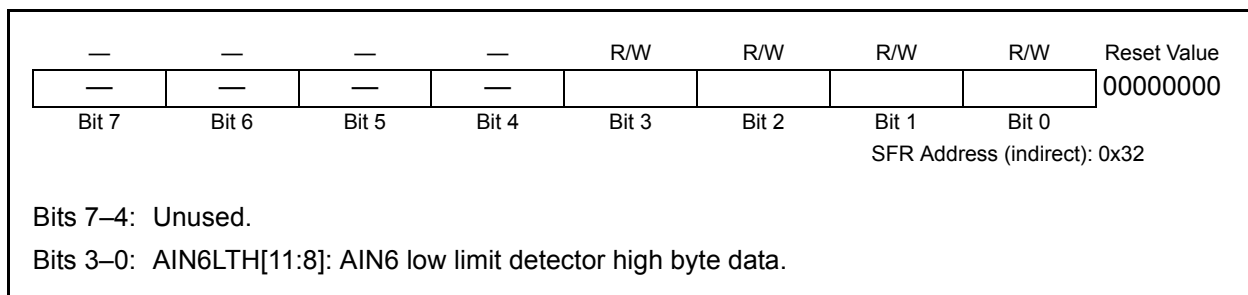 — — — — R/W R/W R/W R/W Reset Value
— — — — 00000000
Bit 7 Bit 6 Bit 5 Bit 4 Bit 3 Bit 2 Bit 1 Bit 0
SFR Address (indirect): 0x32
Bits 7–4: Unused.
Bits 3–0: AIN6LTH[11:8]: AIN6 low limit detector high byte data.